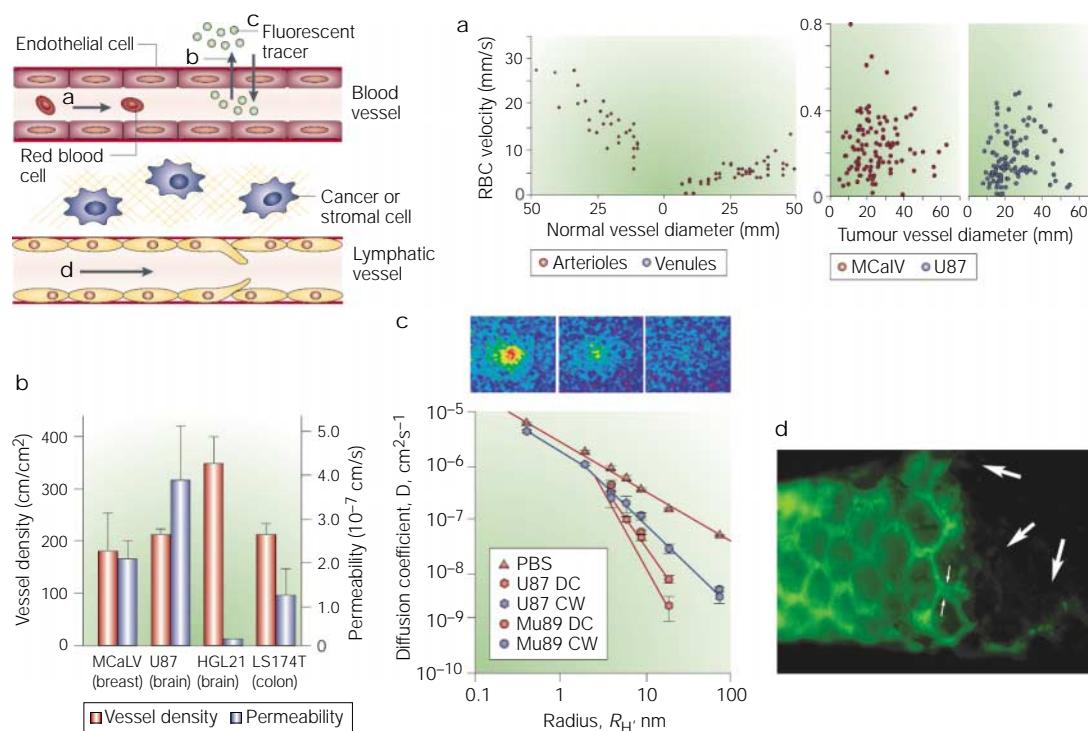 c
Fluorescent
tracer
Endothelial cell
b
Blood
vessel
a
Red blood
cell
Cancer or
stromal cell
Lymphatic
vessel
d
a
RBC velocity (mm/s)
35
30
20
10
0
50
25
0
25
50
Normal vessel diameter (mm)
Arterioles
Venules
0.8
0.4
0
0
20
40
60
0
20
40
60
Tumour vessel diameter (mm)
MCaIV
U87
b
Vessel density (cm/cm²)
400
300
200
100
0
5.0
4.0
3.0
2.0
1.0
0
Permeability (10⁻⁷ cm/s)
MCaLV
(breast)
U87
(brain)
HGL21
(brain)
LS174T
(colon)
Vessel density
Permeability
c
Diffusion coefficient, D, cm²s⁻¹
10⁻⁵
10⁻⁶
10⁻⁷
10⁻⁸
10⁻⁹
10⁻¹⁰
PBS
U87 DC
U87 CW
Mu89 DC
Mu89 CW
0.1
1
10
100
Radius, R_H, nm
d